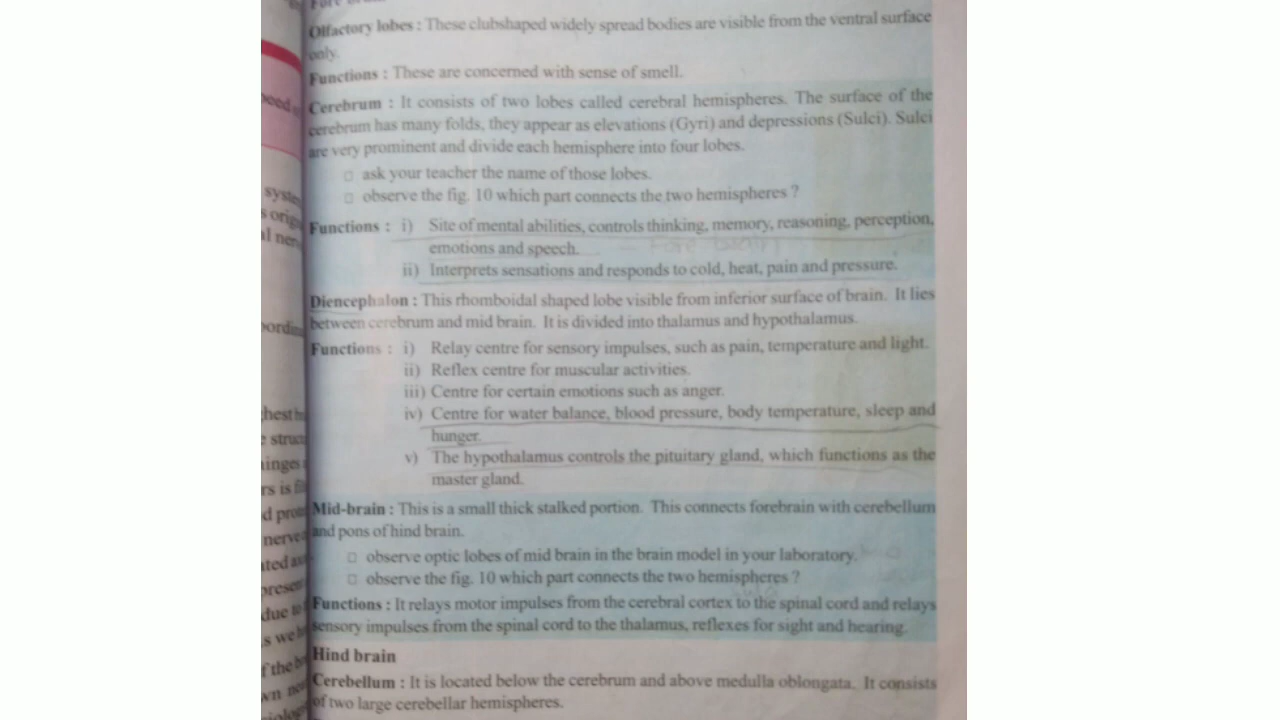 Fore brain
Olfactory lobes : These clubshaped widely spread bodies are visible from the ventral surface
only.
Functions : These are concerned with sense of smell.
Cerebrum : It consists of two lobes called cerebral hemispheres. The surface of the
cerebrum has many folds, they appear as elevations (Gyri) and depressions (Sulci). Sulci
are very prominent and divide each hemisphere into four lobes.
□ ask your teacher the name of those lobes.
□ observe the fig. 10 which part connects the two hemispheres ?
Functions : i) Site of mental abilities, controls thinking, memory, reasoning, perception,
emotions and speech. - Fore brain
ii) Interprets sensations and responds to cold, heat, pain and pressure.
Diencephalon : This rhomboidal shaped lobe visible from inferior surface of brain. It lies
between cerebrum and mid brain. It is divided into thalamus and hypothalamus.
Functions : i) Relay centre for sensory impulses, such as pain, temperature and light.
ii) Reflex centre for muscular activities.
iii) Centre for certain emotions such as anger.
iv) Centre for water balance, blood pressure, body temperature, sleep and
hunger.
v) The hypothalamus controls the pituitary gland, which functions as the
master gland.
Mid-brain : This is a small thick stalked portion. This connects forebrain with cerebellum
and pons of hind brain.
□ observe optic lobes of mid brain in the brain model in your laboratory.
□ observe the fig. 10 which part connects the two hemispheres ?
Functions : It relays motor impulses from the cerebral cortex to the spinal cord and relays
sensory impulses from the spinal cord to the thalamus, reflexes for sight and hearing.
Hind brain
Cerebellum : It is located below the cerebrum and above medulla oblongata. It consists
of two large cerebellar hemispheres.